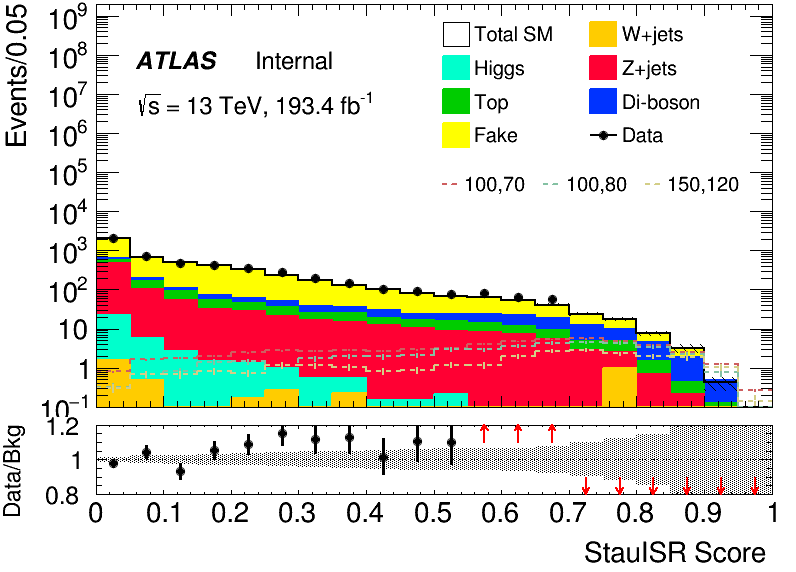 Events/0.05
10⁹
10⁸
10⁷
10⁶
10⁵
10⁴
10³
10²
10
1
10⁻¹
ATLAS Internal
√s = 13 TeV, 193.4 fb⁻¹
Total SM
W+jets
Higgs
Z+jets
Top
Di-boson
Fake
Data
100,70
100,80
150,120
Data/Bkg
1.2
1
0.8
0 0.1 0.2 0.3 0.4 0.5 0.6 0.7 0.8 0.9 1
StauISR Score